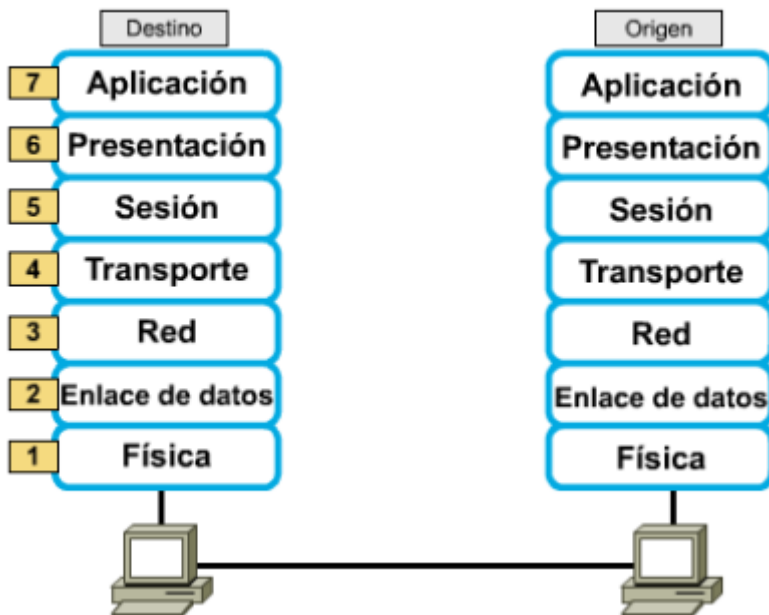 Destino
Origen
7 Aplicación
Aplicación
6 Presentación
Presentación
5 Sesión
Sesión
4 Transporte
Transporte
3 Red
Red
2 Enlace de datos
Enlace de datos
1 Física
Física